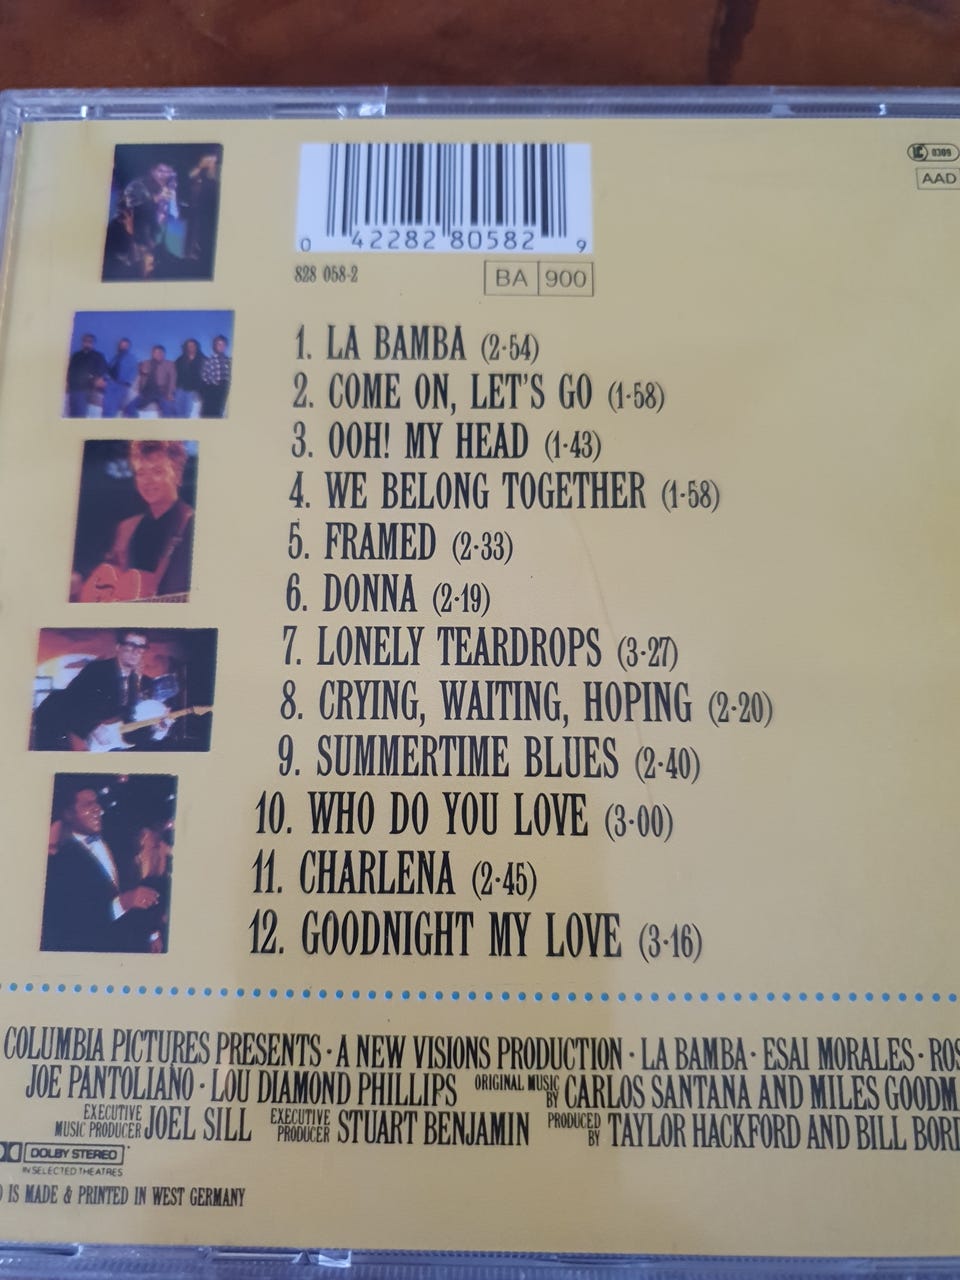 LC 0309
AAD
0 42282 80582 9
828 058-2
BA 900
1. LA BAMBA (2·54)
2. COME ON, LET'S GO (1·58)
3. OOH! MY HEAD (1·43)
4. WE BELONG TOGETHER (1·58)
5. FRAMED (2·33)
6. DONNA (2·19)
7. LONELY TEARDROPS (3·27)
8. CRYING, WAITING, HOPING (2·20)
9. SUMMERTIME BLUES (2·40)
10. WHO DO YOU LOVE (3·00)
11. CHARLENA (2·45)
12. GOODNIGHT MY LOVE (3·16)
COLUMBIA PICTURES PRESENTS · A NEW VISIONS PRODUCTION · LA BAMBA · ESAI MORALES · ROS
JOE PANTOLIANO · LOU DIAMOND PHILLIPS ORIGINAL MUSIC BY CARLOS SANTANA AND MILES GOODM
EXECUTIVE MUSIC PRODUCER JOEL SILL EXECUTIVE PRODUCER STUART BENJAMIN PRODUCED BY TAYLOR HACKFORD AND BILL BORD
DOLBY STEREO
IN SELECTED THEATRES
IS MADE & PRINTED IN WEST GERMANY